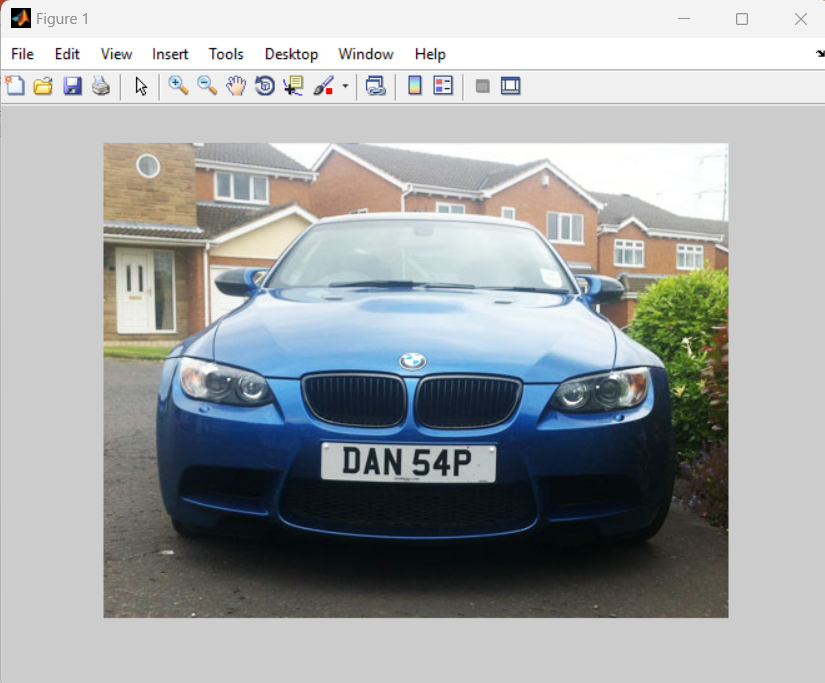 Figure 1
File Edit View Insert Tools Desktop Window Help
DAN 54P